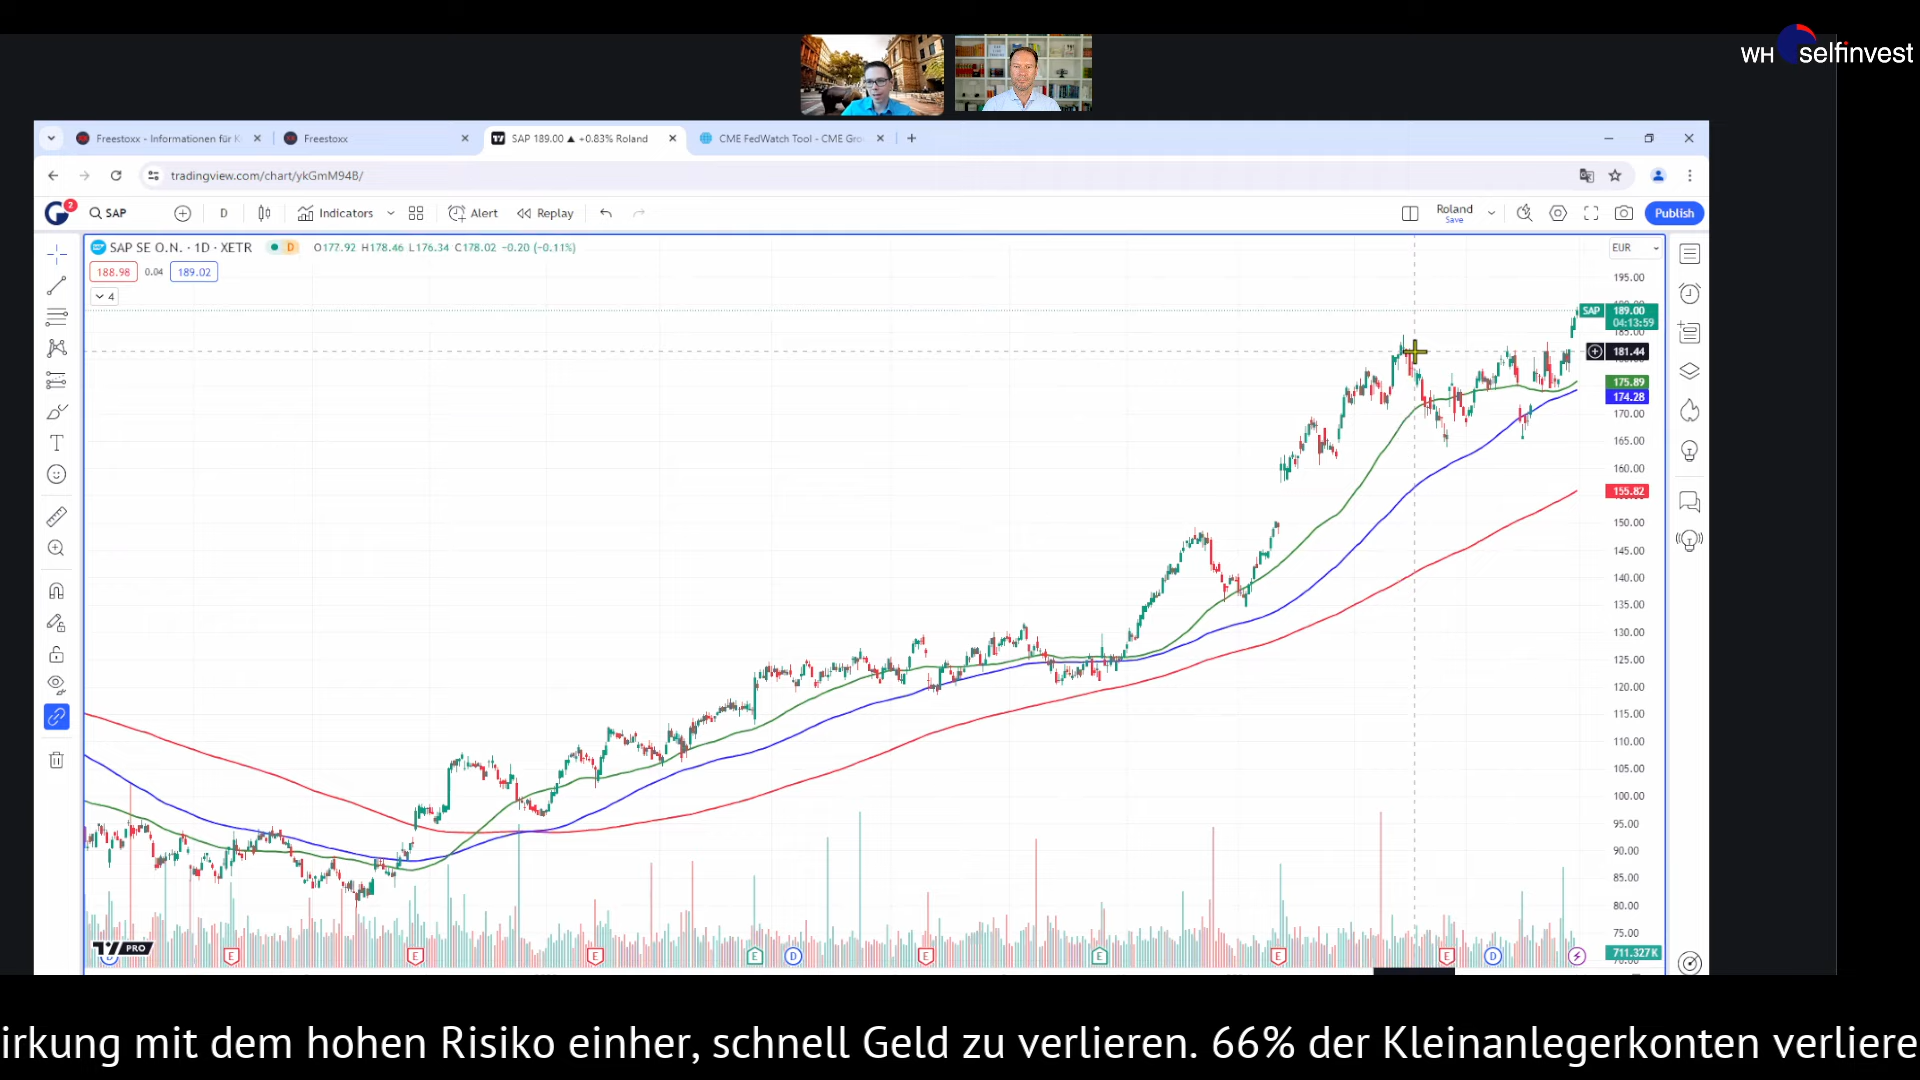 WH selfinvest
Freestoxx - Informationen für K
Freestoxx
SAP 189.00 ▲ +0.83% Roland
CME FedWatch Tool - CME Gro
tradingview.com/chart/ykGmM94B/
2
SAP
D
Indicators
Alert
Replay
Roland
Save
Publish
SAP SE O.N. · 1D · XETR
D
O177.92 H178.46 L176.34 C178.02 −0.20 (−0.11%)
EUR
188.98 0.04 189.02
4
195.00
SAP 189.00
04:13:59
185.00
181.44
175.89
174.28
170.00
165.00
160.00
155.82
150.00
145.00
140.00
135.00
130.00
125.00
120.00
115.00
110.00
105.00
100.00
95.00
90.00
85.00
80.00
75.00
711.327K
PRO
E E E E D E E E E D
irkung mit dem hohen Risiko einher, schnell Geld zu verlieren. 66% der Kleinanlegerkonten verliere